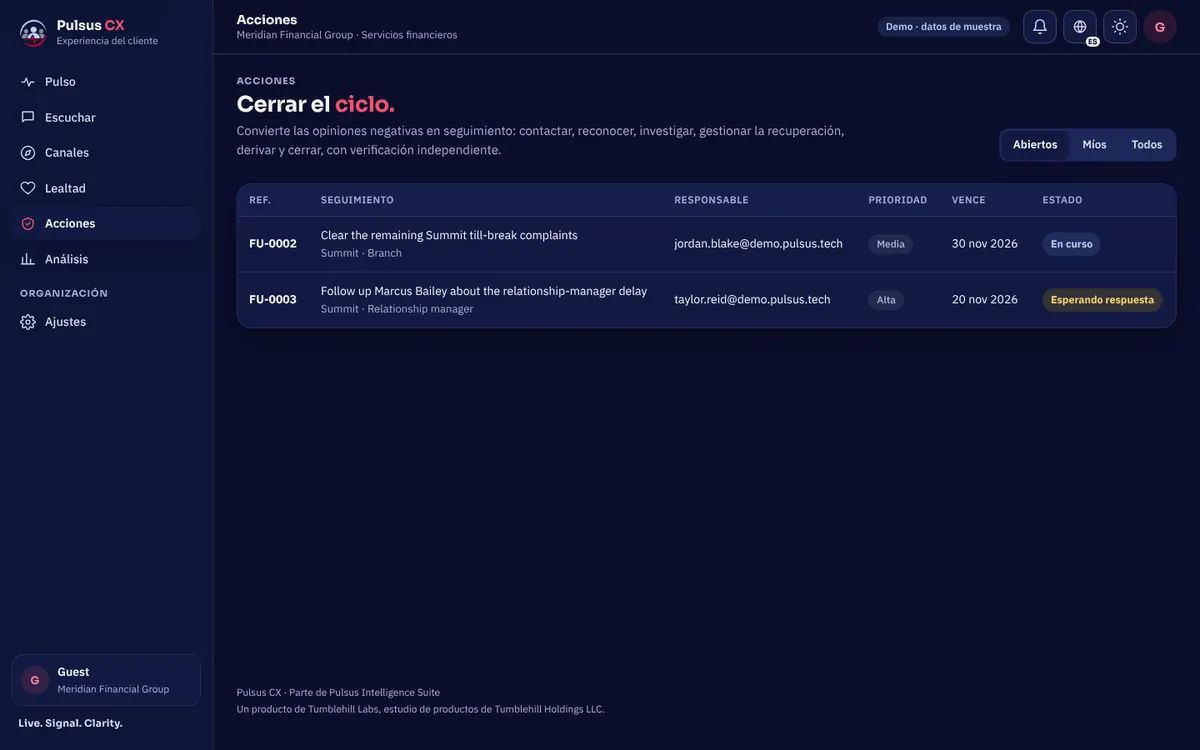 Pulsus CX
Experiencia del cliente
Pulso
Escuchar
Canales
Lealtad
Acciones
Análisis
ORGANIZACIÓN
Ajustes
G
Guest
Meridian Financial Group
Live. Signal. Clarity.
Acciones
Meridian Financial Group · Servicios financieros
Demo · datos de muestra
ES
G
ACCIONES
Cerrar el ciclo.
Convierte las opiniones negativas en seguimiento: contactar, reconocer, investigar, gestionar la recuperación,
derivar y cerrar, con verificación independiente.
Abiertos Míos Todos
REF. SEGUIMIENTO RESPONSABLE PRIORIDAD VENCE ESTADO
FU-0002 Clear the remaining Summit till-break complaints jordan.blake@demo.pulsus.tech Media 30 nov 2026 En curso
Summit · Branch
FU-0003 Follow up Marcus Bailey about the relationship-manager delay taylor.reid@demo.pulsus.tech Alta 20 nov 2026 Esperando respuesta
Summit · Relationship manager
Pulsus CX · Parte de Pulsus Intelligence Suite
Un producto de Tumblehill Labs, estudio de productos de Tumblehill Holdings LLC.